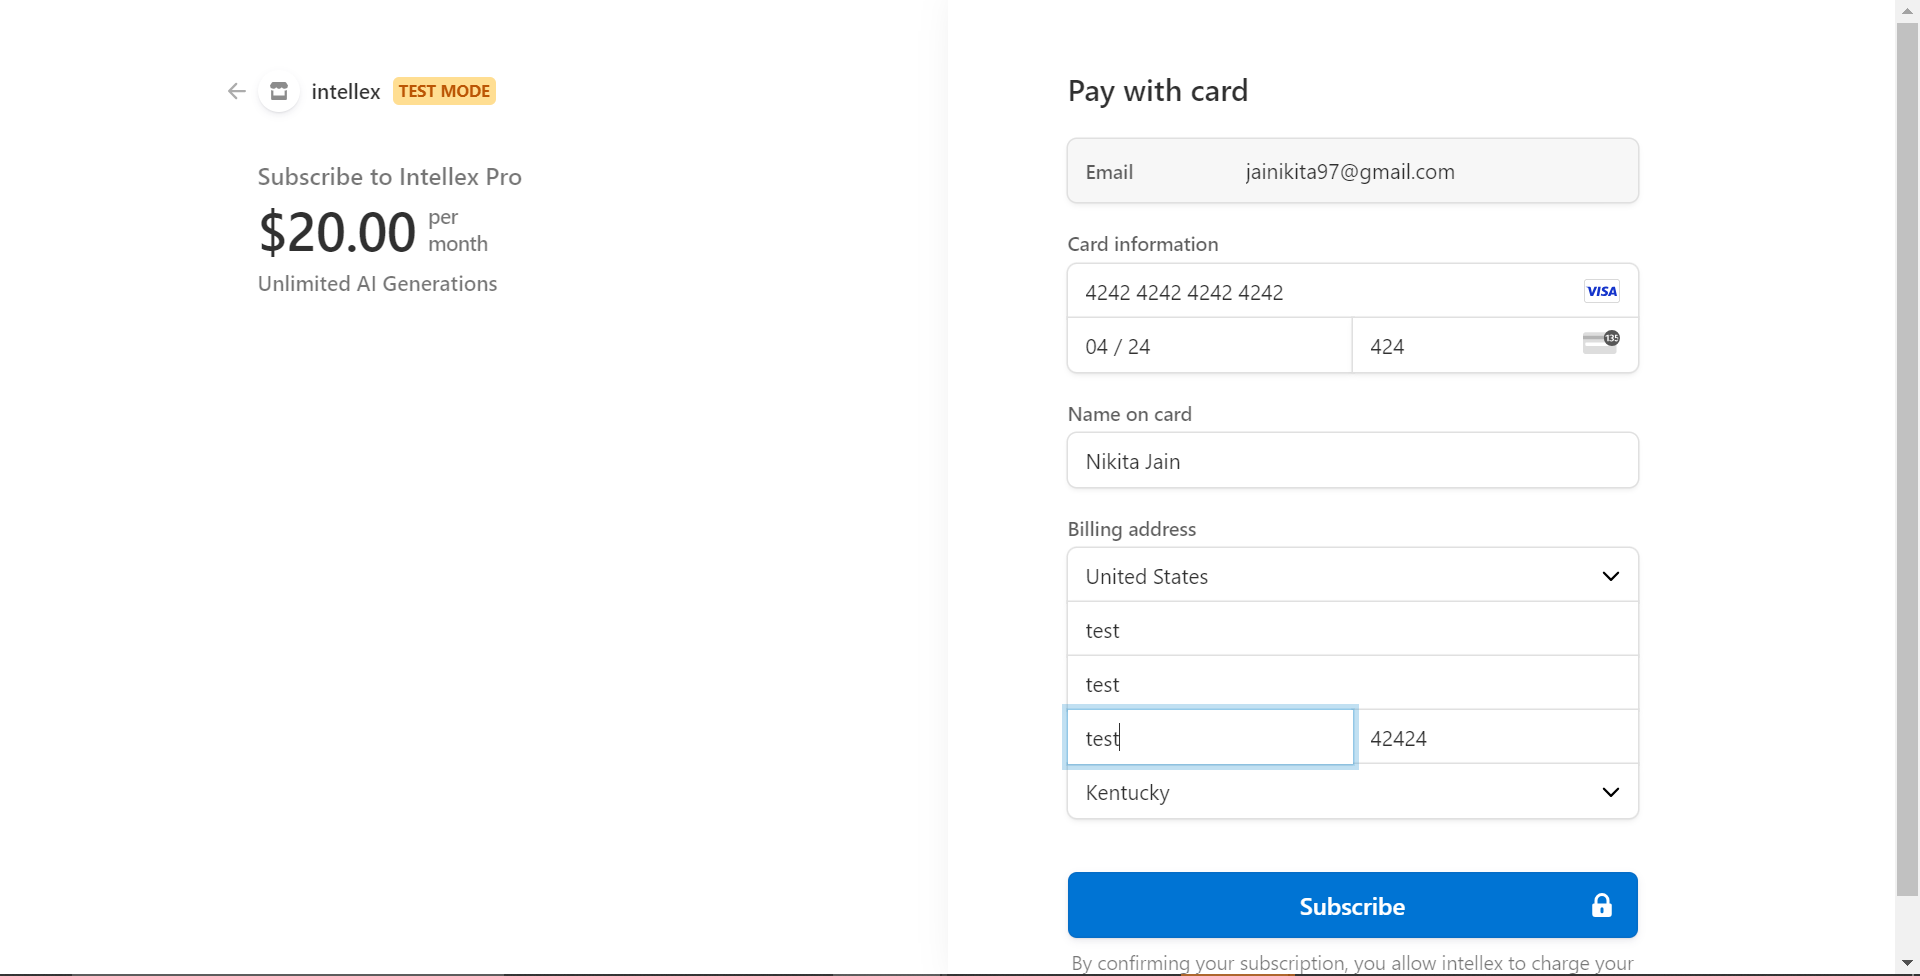 intellex TEST MODE
Subscribe to Intellex Pro
$20.00 per
month
Unlimited AI Generations
Pay with card
Email jainikita97@gmail.com
Card information
4242 4242 4242 4242 VISA
04 / 24 424 135
Name on card
Nikita Jain
Billing address
United States
test
test
test 42424
Kentucky
Subscribe
By confirming your subscription, you allow intellex to charge your